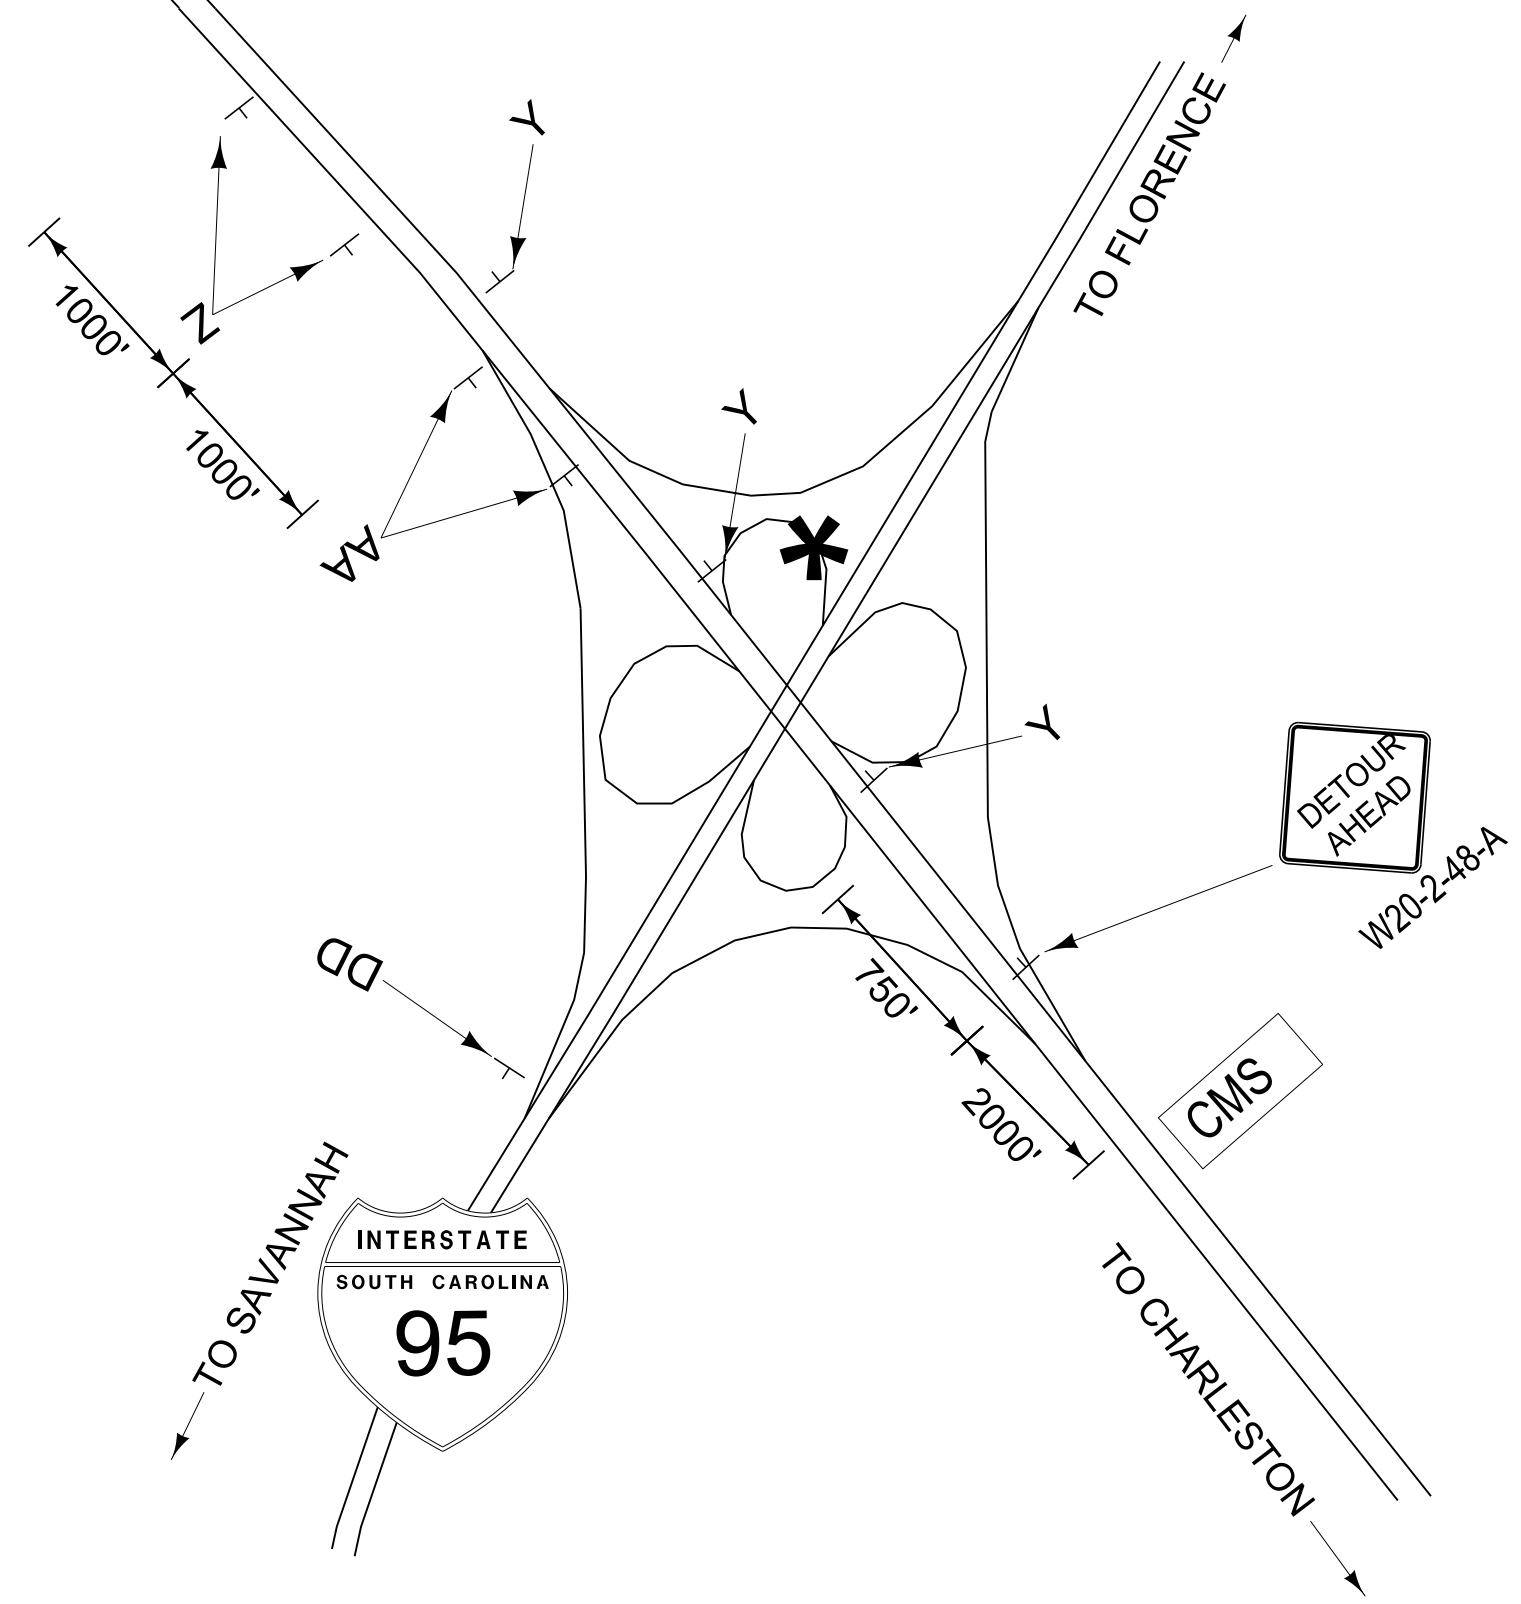 TO FLORENCE
Y
Z
1000'
1000'
Y
AA
Y
DETOUR
AHEAD
W20-2-48-A
DD
750'
2000'
CMS
TO SAVANNAH
INTERSTATE
SOUTH CAROLINA
95
TO CHARLESTON
*